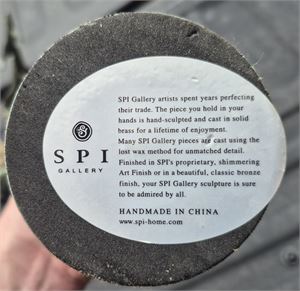 SPI
GALLERY
SPI Gallery artists spent years perfecting
their trade. The piece you hold in your
hands is hand-sculpted and cast in solid
brass for a lifetime of enjoyment.
Many SPI Gallery pieces are cast using the
lost wax method for unmatched detail.
Finished in SPI's proprietary, shimmering
Art Finish or in a beautiful, classic bronze
finish, your SPI Gallery sculpture is sure
to be admired by all.
HANDMADE IN CHINA
www.spi-home.com